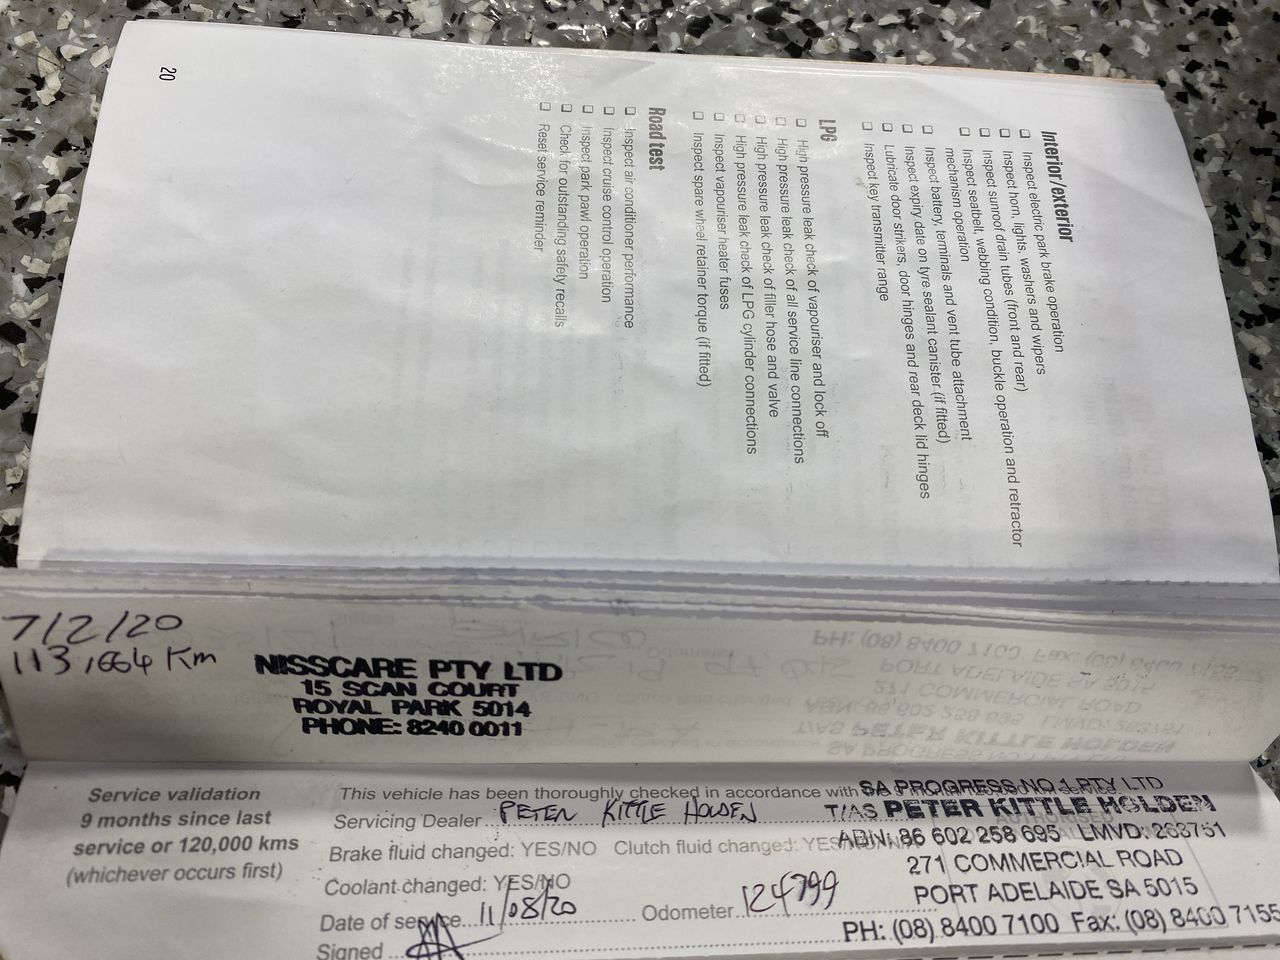 Interior/exterior
Inspect electric park brake operation
Inspect horn, lights, washers and wipers
Inspect sunroof drain tubes (front and rear)
Inspect seatbelt, webbing condition, buckle operation and retractor
mechanism operation
Inspect battery, terminals and vent tube attachment
Inspect expiry date on tyre sealant canister (if fitted)
Lubricate door strikers, door hinges and rear deck lid hinges
Inspect key transmitter range
LPG
High pressure leak check of vapouriser and lock off
High pressure leak check of all service line connections
High pressure leak check of filler hose and valve
High pressure leak check of LPG cylinder connections
Inspect vapouriser heater fuses
Inspect spare wheel retainer torque (if fitted)
Road test
Inspect air conditioner performance
Inspect cruise control operation
Inspect park pawl operation
Check for outstanding safety recalls
Reset service reminder
20
7/2/20
113,664 Km
NISSCARE PTY LTD
15 SCAN COURT
ROYAL PARK 5014
PHONE: 8240 0011
Service validation
9 months since last
service or 120,000 kms
(whichever occurs first)
This vehicle has been thoroughly checked in accordance with
Servicing Dealer PETER KITTLE HOLDEN
Brake fluid changed: YES/NO Clutch fluid changed: YES
Coolant changed: YES/NO
Date of service 11/08/20 Odometer 124799
Signed
SA PROGRESS NO.1 PTY LTD
T/AS PETER KITTLE HOLDEN
ABN: 86 602 258 695 LMVD: 263751
271 COMMERCIAL ROAD
PORT ADELAIDE SA 5015
PH: (08) 8400 7100 Fax: (08) 8400 7155